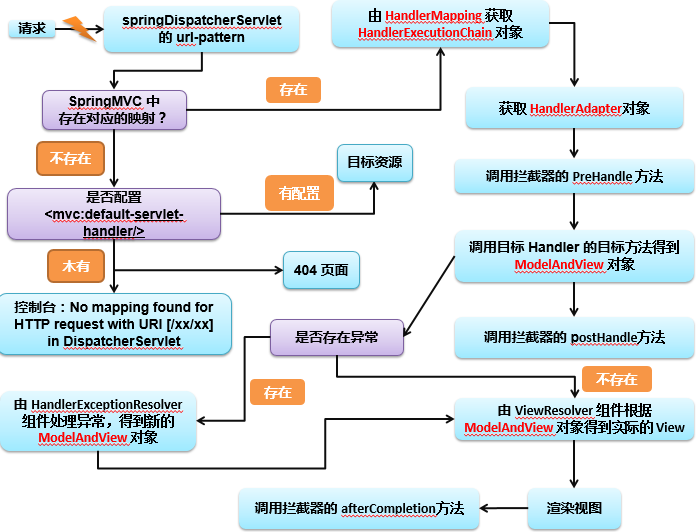 请求
springDispatcherServlet
的 url-pattern
由 HandlerMapping 获取
HandlerExecutionChain 对象
SpringMVC 中
存在对应的映射？
存在
获取 HandlerAdapter对象
不存在
目标资源
调用拦截器的 PreHandle 方法
是否配置
<mvc:default-servlet-
handler/>
有配置
调用目标 Handler 的目标方法得到
ModelAndView 对象
木有
404 页面
控制台：No mapping found for
HTTP request with URI [/xx/xx]
in DispatcherServlet
是否存在异常
调用拦截器的 postHandle方法
存在
不存在
由 HandlerExceptionResolver
组件处理异常，得到新的
ModelAndView 对象
由 ViewResolver 组件根据
ModelAndView 对象得到实际的 View
调用拦截器的 afterCompletion方法
渲染视图